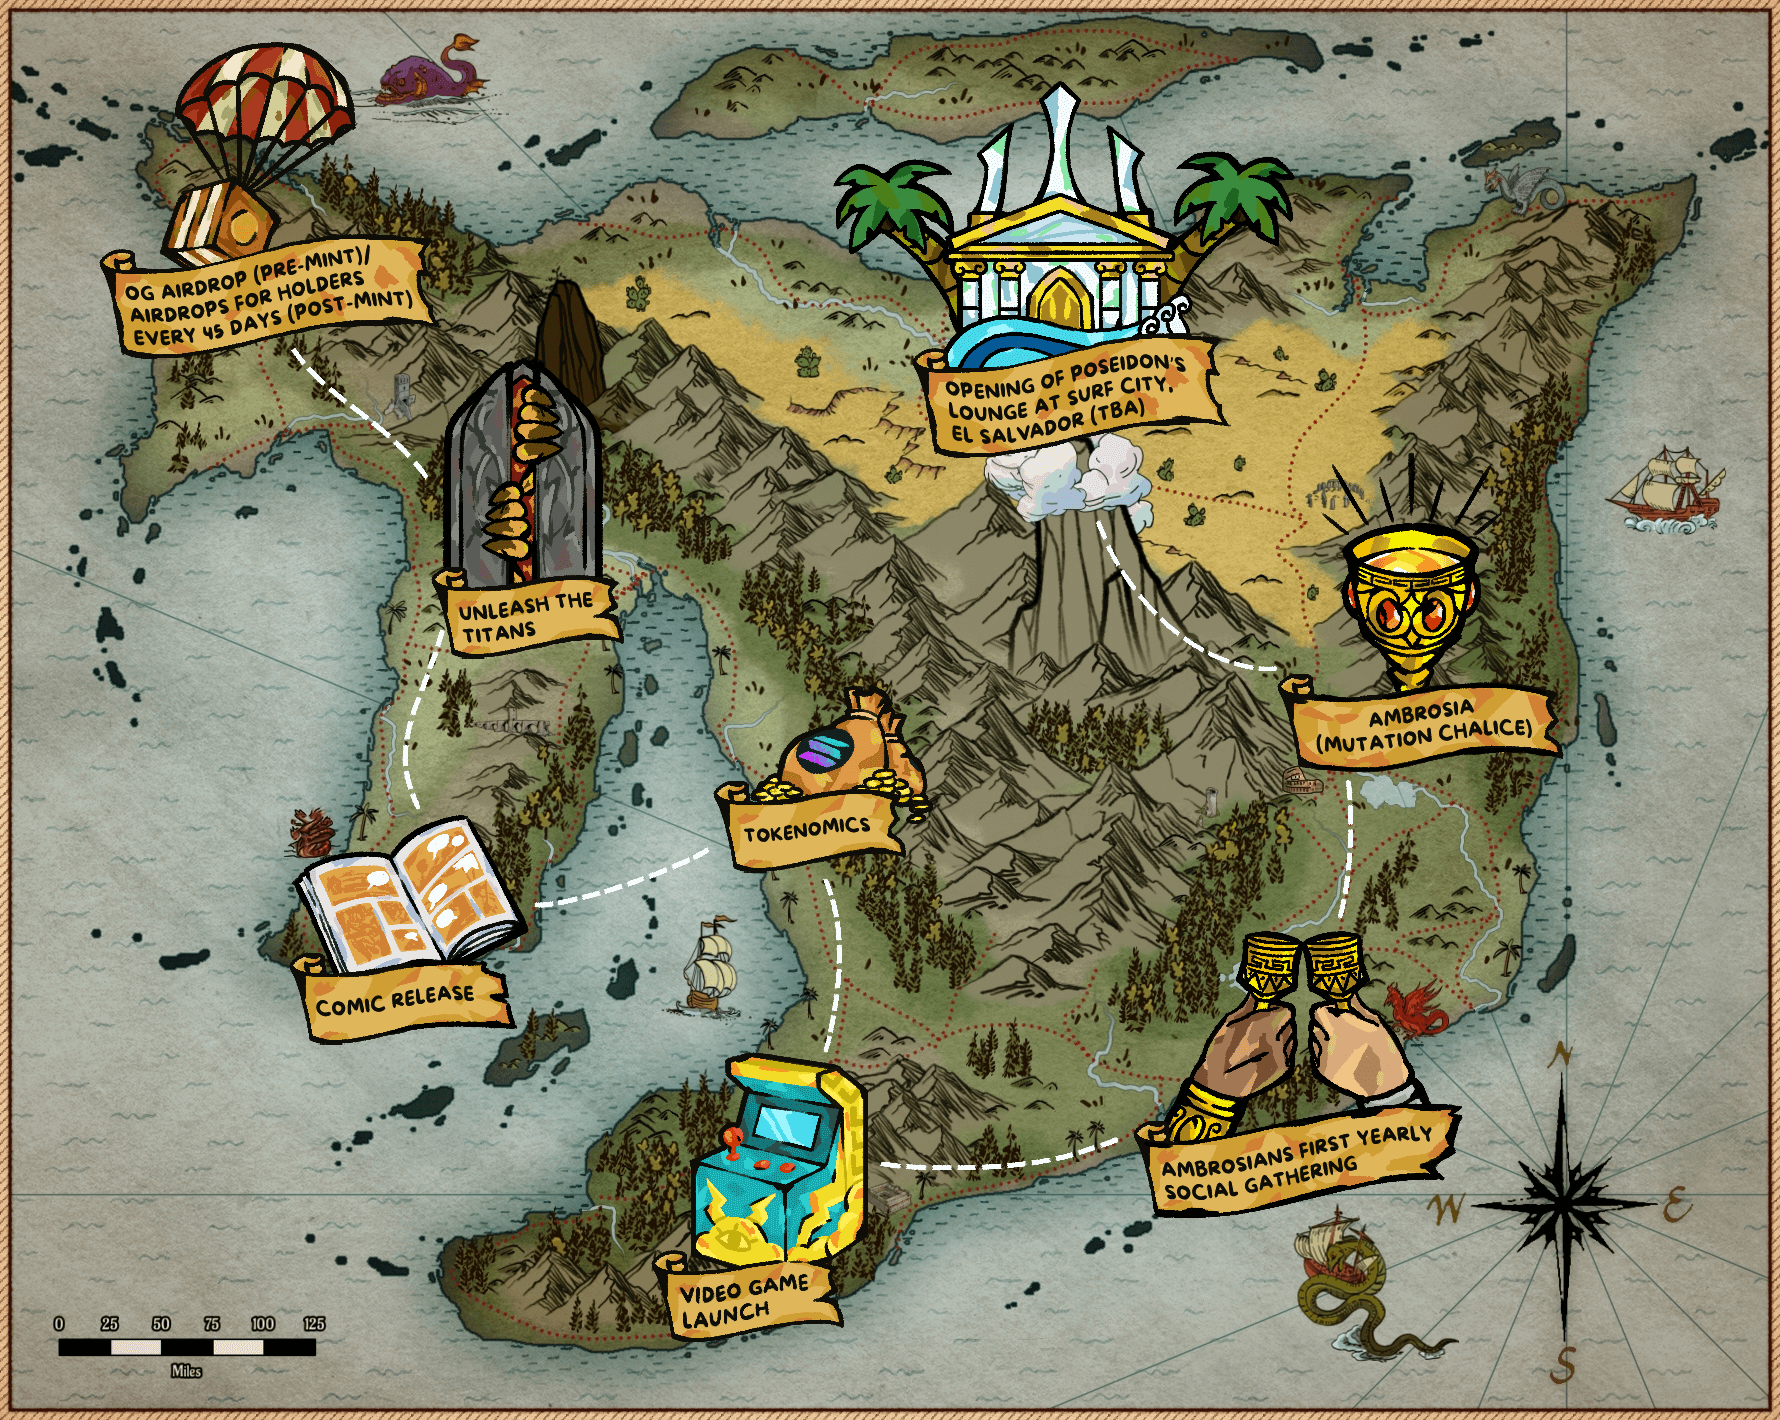 OG AIRDROP (PRE-MINT)/
AIRDROPS FOR HOLDERS
EVERY 45 DAYS (POST-MINT)
OPENING OF POSEIDON'S
LOUNGE AT SURF CITY,
EL SALVADOR (TBA)
UNLEASH THE
TITANS
AMBROSIA
(MUTATION CHALICE)
TOKENOMICS
COMIC RELEASE
AMBROSIANS FIRST YEARLY
SOCIAL GATHERING
VIDEO GAME
LAUNCH
N
W
E
S
0 25 50 75 100 125
Miles